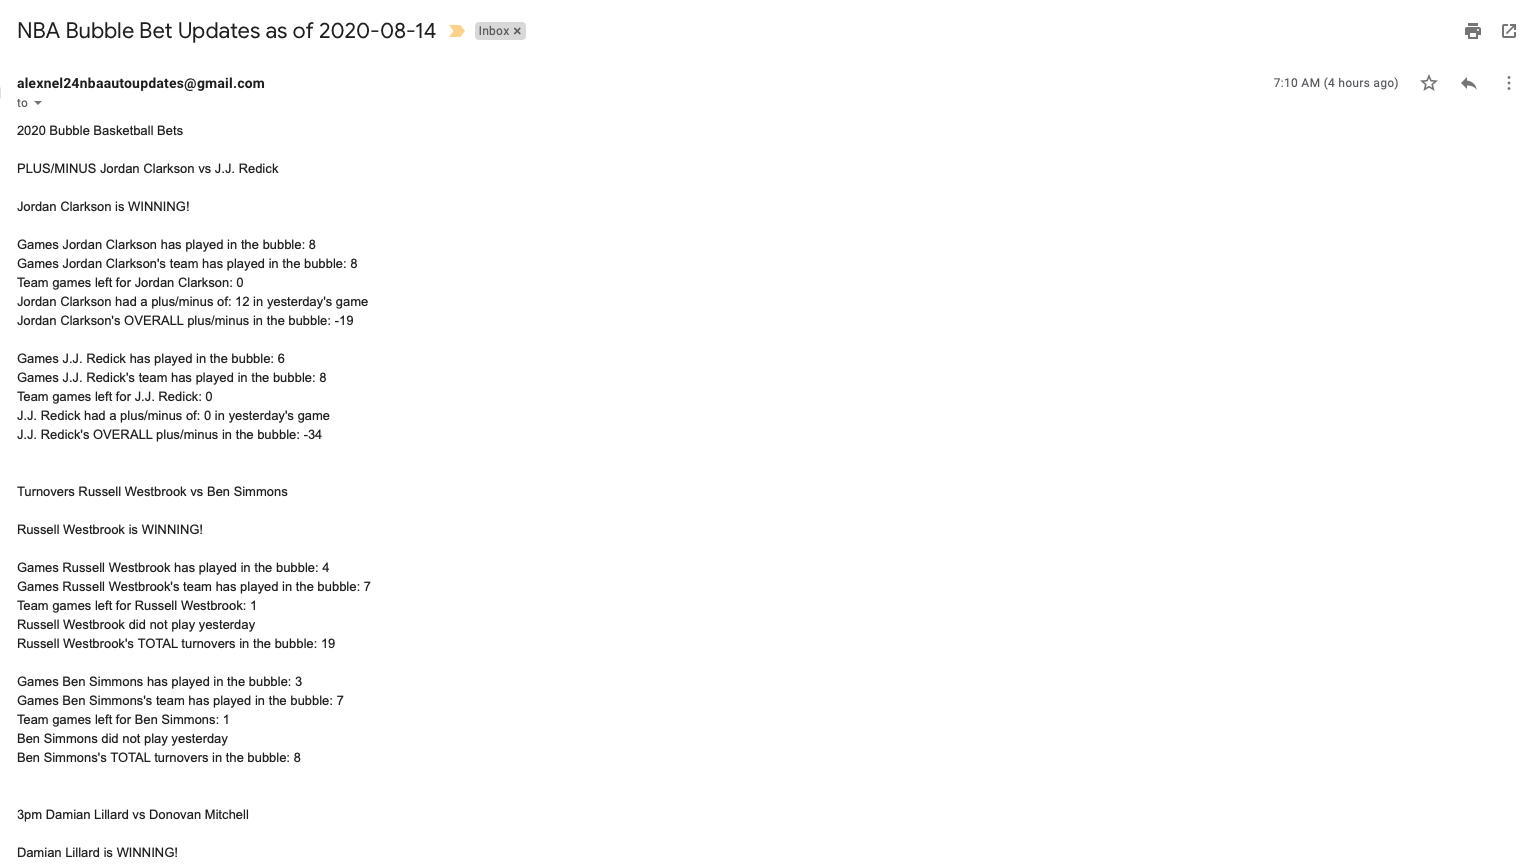 NBA Bubble Bet Updates as of 2020-08-14
Inbox ×
alexnel24nbaautoupdates@gmail.com
7:10 AM (4 hours ago)
to
2020 Bubble Basketball Bets
PLUS/MINUS Jordan Clarkson vs J.J. Redick
Jordan Clarkson is WINNING!
Games Jordan Clarkson has played in the bubble: 8
Games Jordan Clarkson's team has played in the bubble: 8
Team games left for Jordan Clarkson: 0
Jordan Clarkson had a plus/minus of: 12 in yesterday's game
Jordan Clarkson's OVERALL plus/minus in the bubble: -19
Games J.J. Redick has played in the bubble: 6
Games J.J. Redick's team has played in the bubble: 8
Team games left for J.J. Redick: 0
J.J. Redick had a plus/minus of: 0 in yesterday's game
J.J. Redick's OVERALL plus/minus in the bubble: -34
Turnovers Russell Westbrook vs Ben Simmons
Russell Westbrook is WINNING!
Games Russell Westbrook has played in the bubble: 4
Games Russell Westbrook's team has played in the bubble: 7
Team games left for Russell Westbrook: 1
Russell Westbrook did not play yesterday
Russell Westbrook's TOTAL turnovers in the bubble: 19
Games Ben Simmons has played in the bubble: 3
Games Ben Simmons's team has played in the bubble: 7
Team games left for Ben Simmons: 1
Ben Simmons did not play yesterday
Ben Simmons's TOTAL turnovers in the bubble: 8
3pm Damian Lillard vs Donovan Mitchell
Damian Lillard is WINNING!